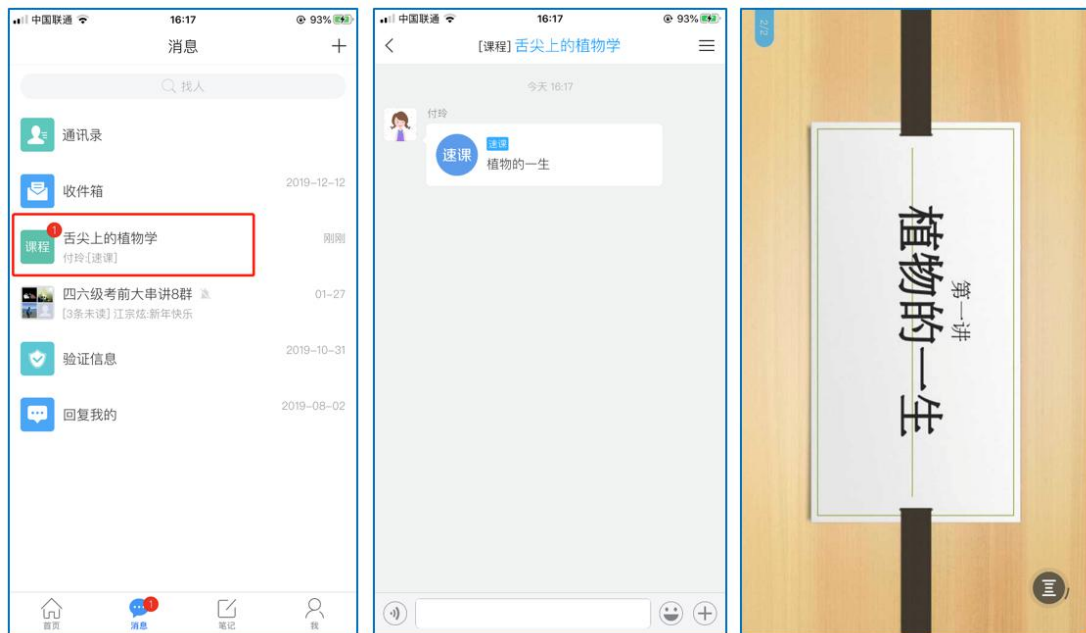 中国联通
16:17
93%
消息
找人
通讯录
收件箱
2019-12-12
1
课程
舌尖上的植物学
刚刚
付玲:[速课]
四六级考前大串讲8群
01-27
[3条未读] 江宗炫:新年快乐
验证信息
2019-10-31
回复我的
2019-08-02
1
首页
消息
笔记
我
中国联通
16:17
93%
[课程] 舌尖上的植物学
今天 16:17
付玲
速课
速课
植物的一生
2/2
第一讲
植物的一生